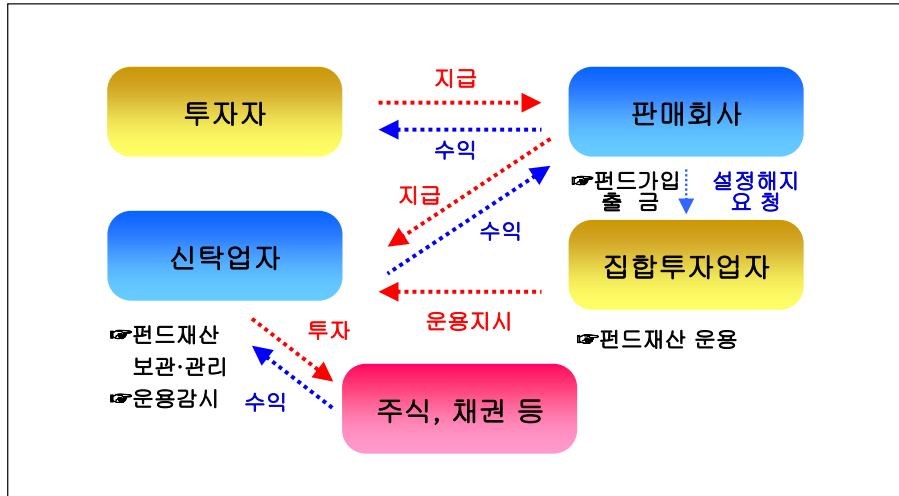 지급
투자자
판매회사
수익
☞펀드가입
출 금
설정해지
요 청
지급
수익
신탁업자
집합투자업자
운용지시
☞펀드재산
보관·관리
☞운용감시
투자
수익
☞펀드재산 운용
주식, 채권 등